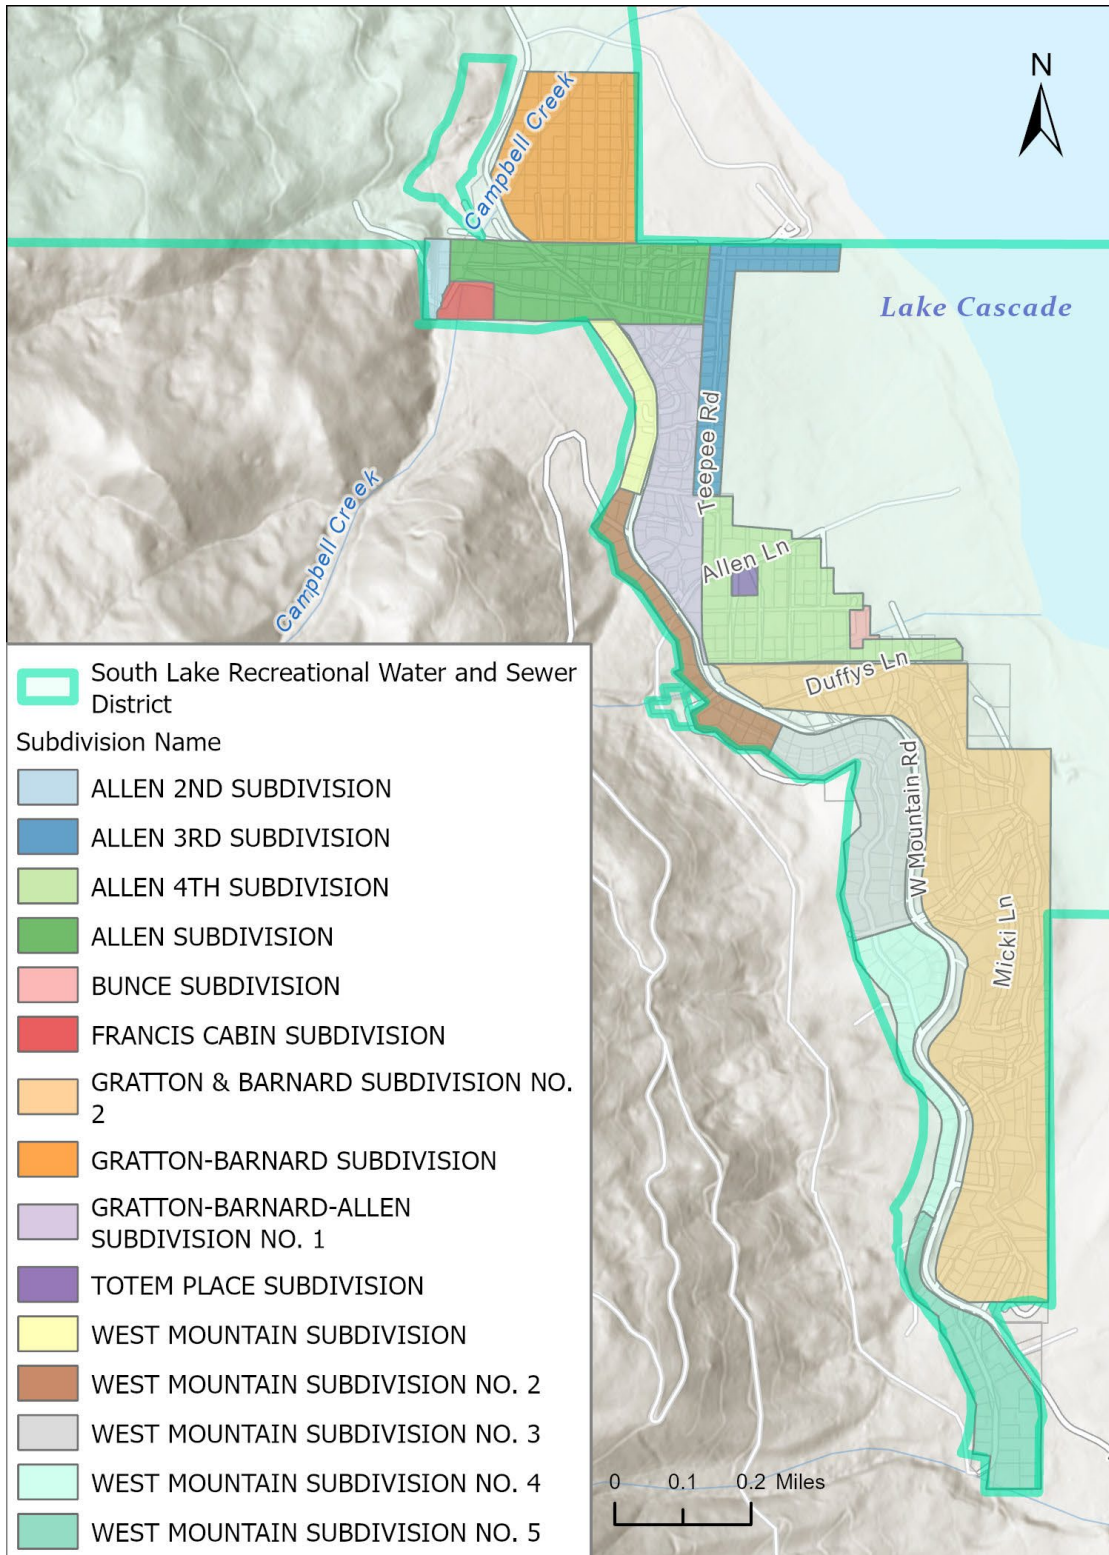 N
Campbell Creek
Lake Cascade
Teepee Rd
Campbell Creek
Allen Ln
Duffys Ln
W Mountain Rd
Micki Ln
South Lake Recreational Water and Sewer
District
Subdivision Name
ALLEN 2ND SUBDIVISION
ALLEN 3RD SUBDIVISION
ALLEN 4TH SUBDIVISION
ALLEN SUBDIVISION
BUNCE SUBDIVISION
FRANCIS CABIN SUBDIVISION
GRATTON & BARNARD SUBDIVISION NO.
2
GRATTON-BARNARD SUBDIVISION
GRATTON-BARNARD-ALLEN
SUBDIVISION NO. 1
TOTEM PLACE SUBDIVISION
WEST MOUNTAIN SUBDIVISION
WEST MOUNTAIN SUBDIVISION NO. 2
WEST MOUNTAIN SUBDIVISION NO. 3
WEST MOUNTAIN SUBDIVISION NO. 4
WEST MOUNTAIN SUBDIVISION NO. 5
0 0.1 0.2 Miles